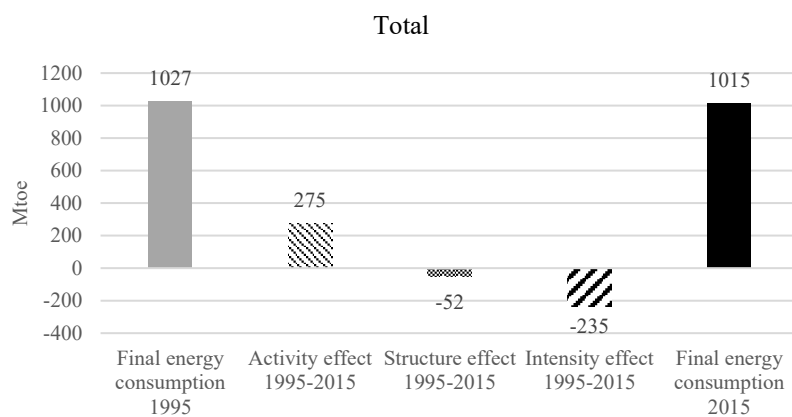 Total
1200
1000
800
600
400
200
0
-200
-400
Mtoe
1027
275
-52
-235
1015
Final energy
consumption
1995
Activity effect
1995-2015
Structure effect
1995-2015
Intensity effect
1995-2015
Final energy
consumption
2015